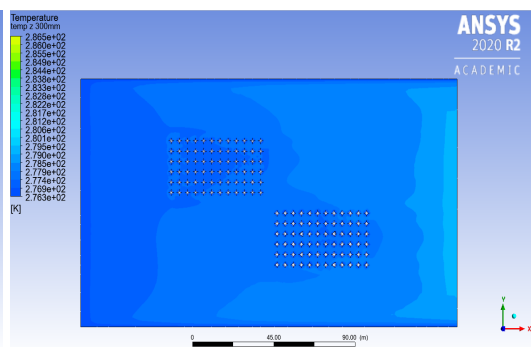 Temperature
temp z 300mm
2.865e+02
2.860e+02
2.855e+02
2.849e+02
2.844e+02
2.838e+02
2.833e+02
2.828e+02
2.822e+02
2.817e+02
2.812e+02
2.806e+02
2.801e+02
2.795e+02
2.790e+02
2.785e+02
2.779e+02
2.774e+02
2.769e+02
2.763e+02
[K]
ANSYS
2020 R2
ACADEMIC
0 45.00 90.00 (m)
Y
X